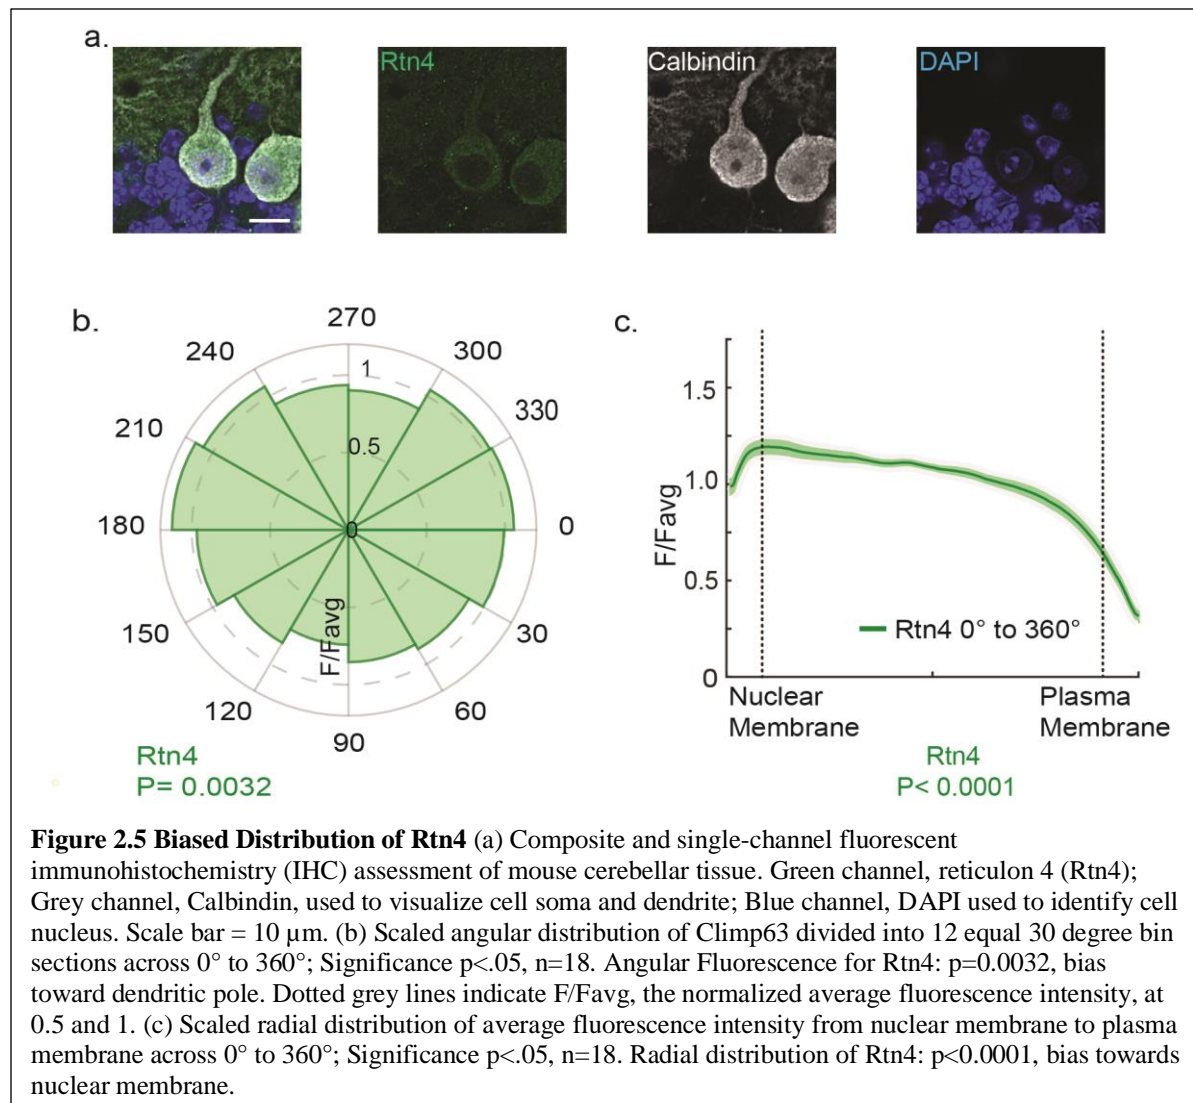 a.
Rtn4
Calbindin
DAPI
b.
270
240
300
1
210
330
0.5
180
0
0
150
30
F/Favg
120
60
90
Rtn4
P= 0.0032
c.
1.5
1.0
F/Favg
0.5
Rtn4 0° to 360°
0
Nuclear
Membrane
Plasma
Membrane
Rtn4
P< 0.0001
Figure 2.5 Biased Distribution of Rtn4 (a) Composite and single-channel fluorescent
immunohistochemistry (IHC) assessment of mouse cerebellar tissue. Green channel, reticulon 4 (Rtn4);
Grey channel, Calbindin, used to visualize cell soma and dendrite; Blue channel, DAPI used to identify cell
nucleus. Scale bar = 10 µm. (b) Scaled angular distribution of Climp63 divided into 12 equal 30 degree bin
sections across 0° to 360°; Significance p<.05, n=18. Angular Fluorescence for Rtn4: p=0.0032, bias
toward dendritic pole. Dotted grey lines indicate F/Favg, the normalized average fluorescence intensity, at
0.5 and 1. (c) Scaled radial distribution of average fluorescence intensity from nuclear membrane to plasma
membrane across 0° to 360°; Significance p<.05, n=18. Radial distribution of Rtn4: p<0.0001, bias towards
nuclear membrane.